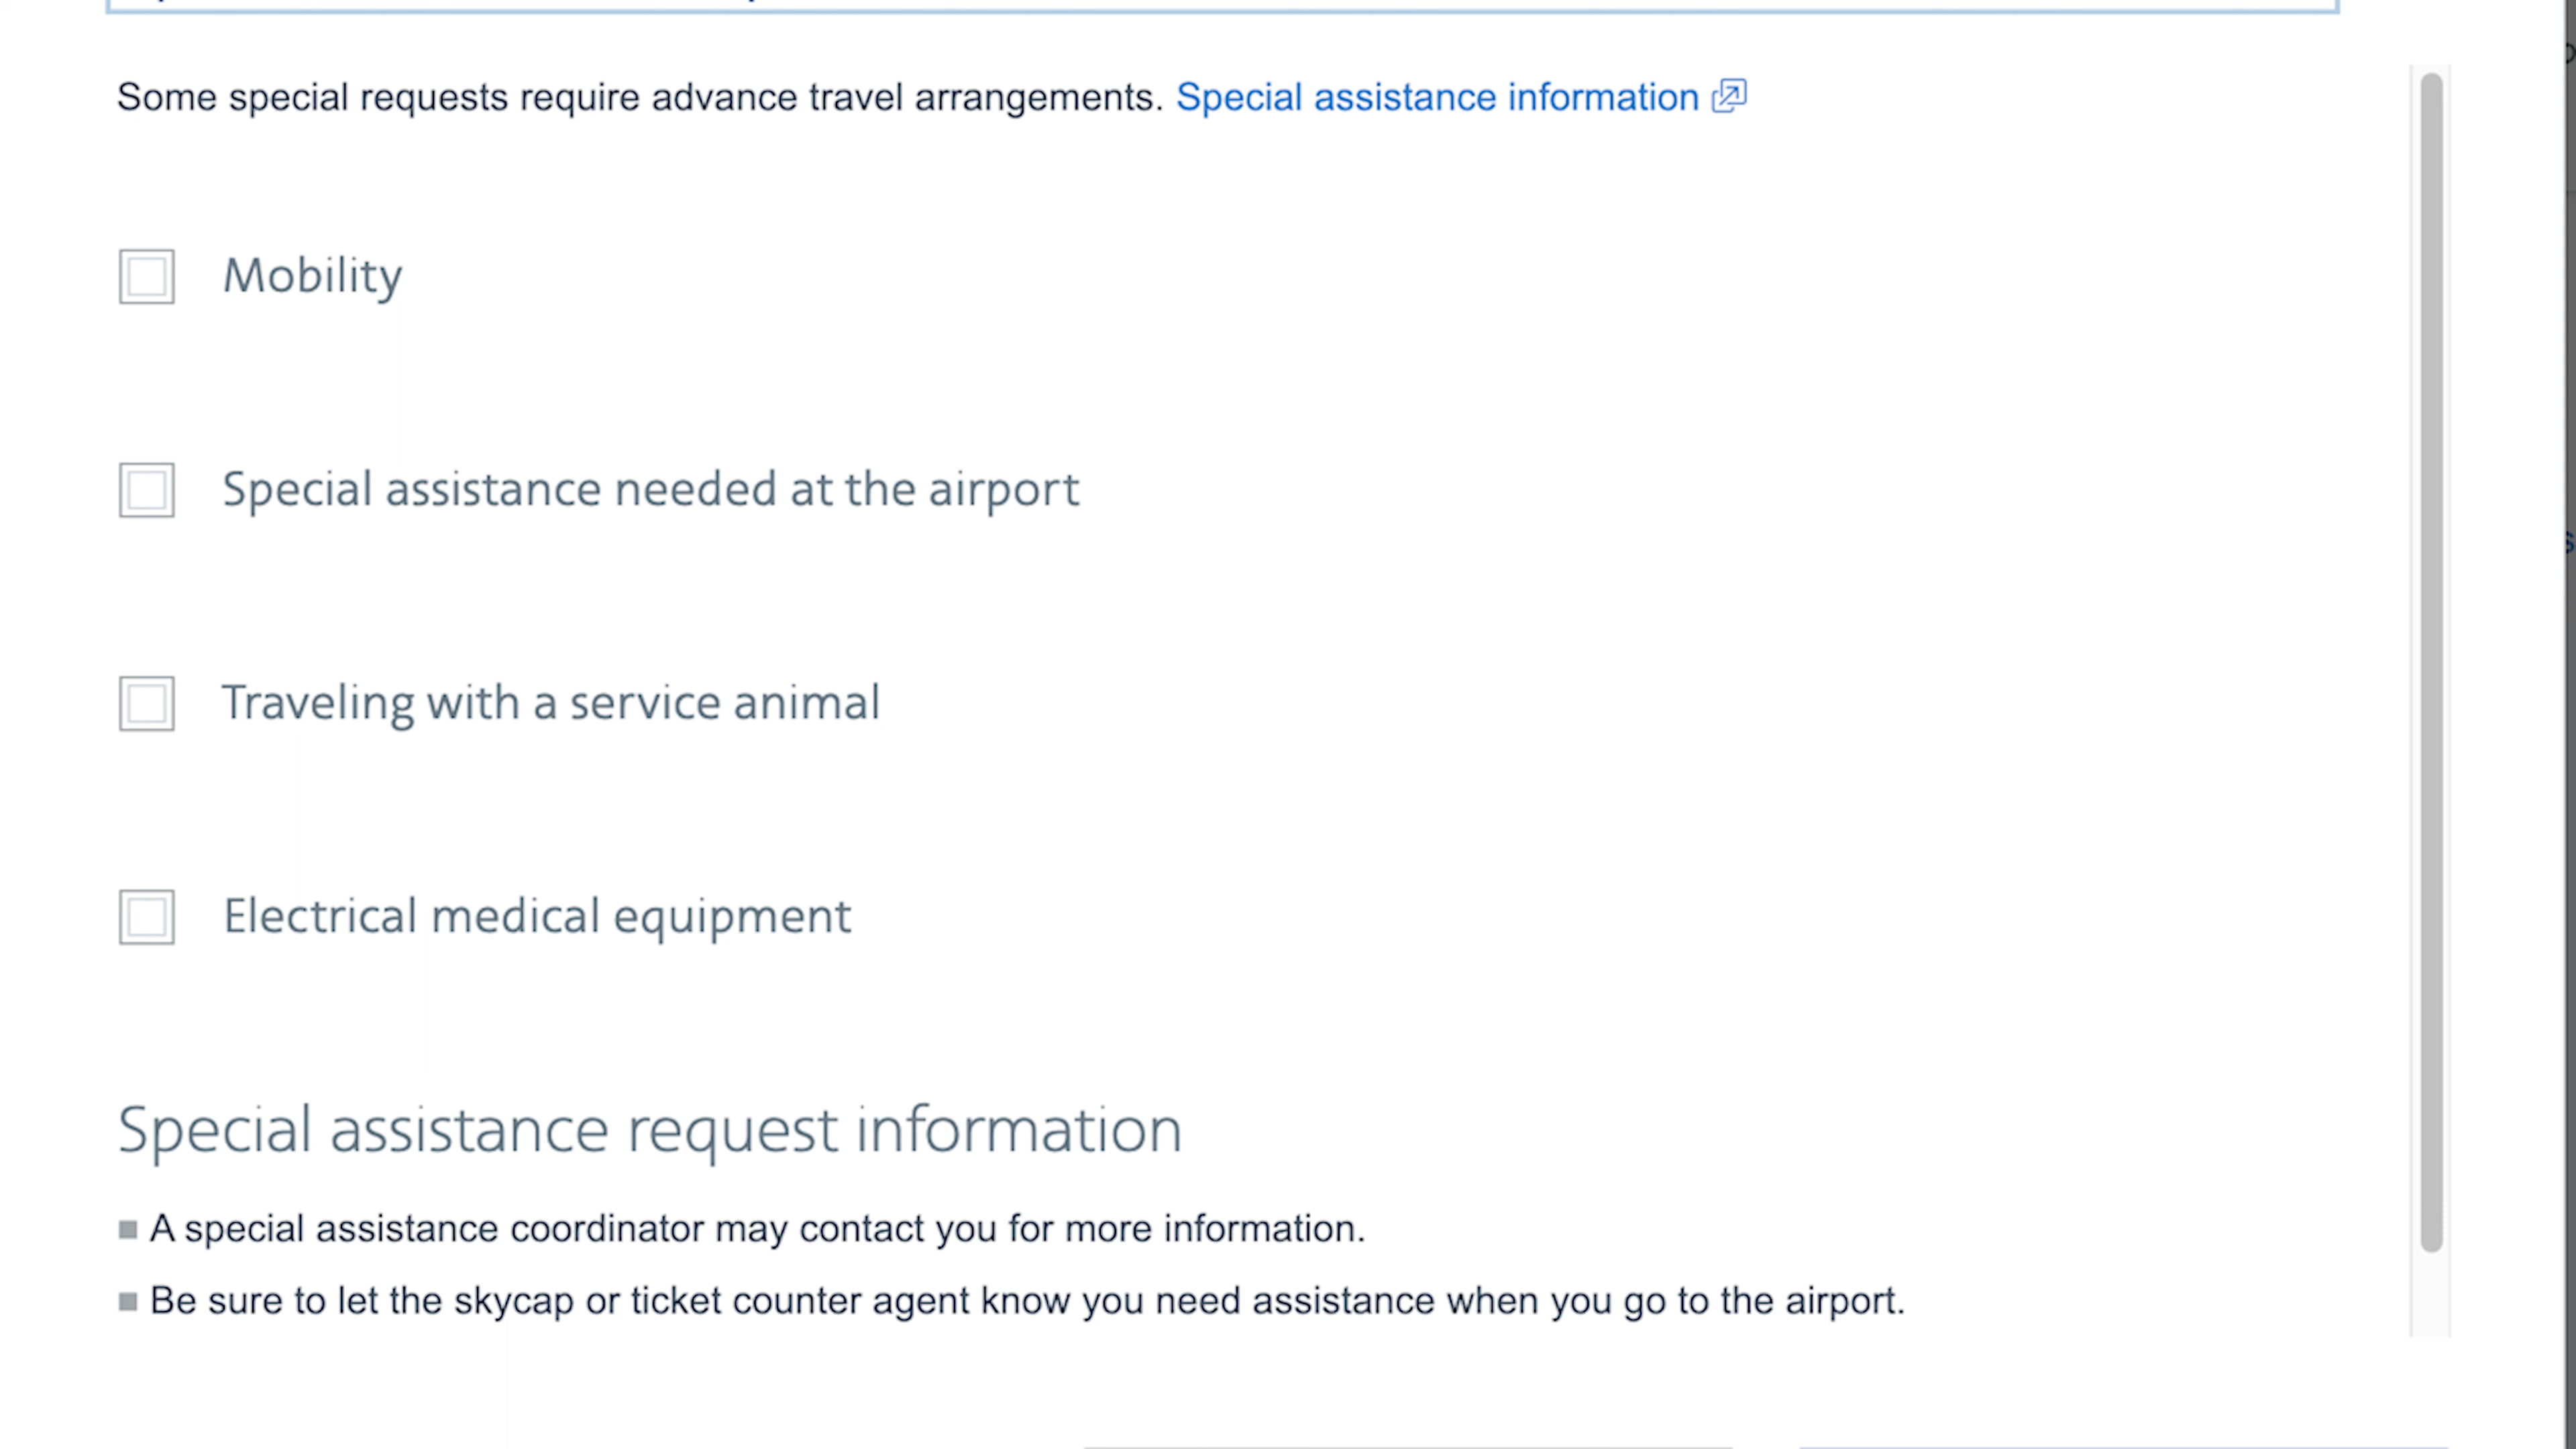 Some special requests require advance travel arrangements. Special assistance information
Mobility
Special assistance needed at the airport
Traveling with a service animal
Electrical medical equipment
Special assistance request information
A special assistance coordinator may contact you for more information.
Be sure to let the skycap or ticket counter agent know you need assistance when you go to the airport.